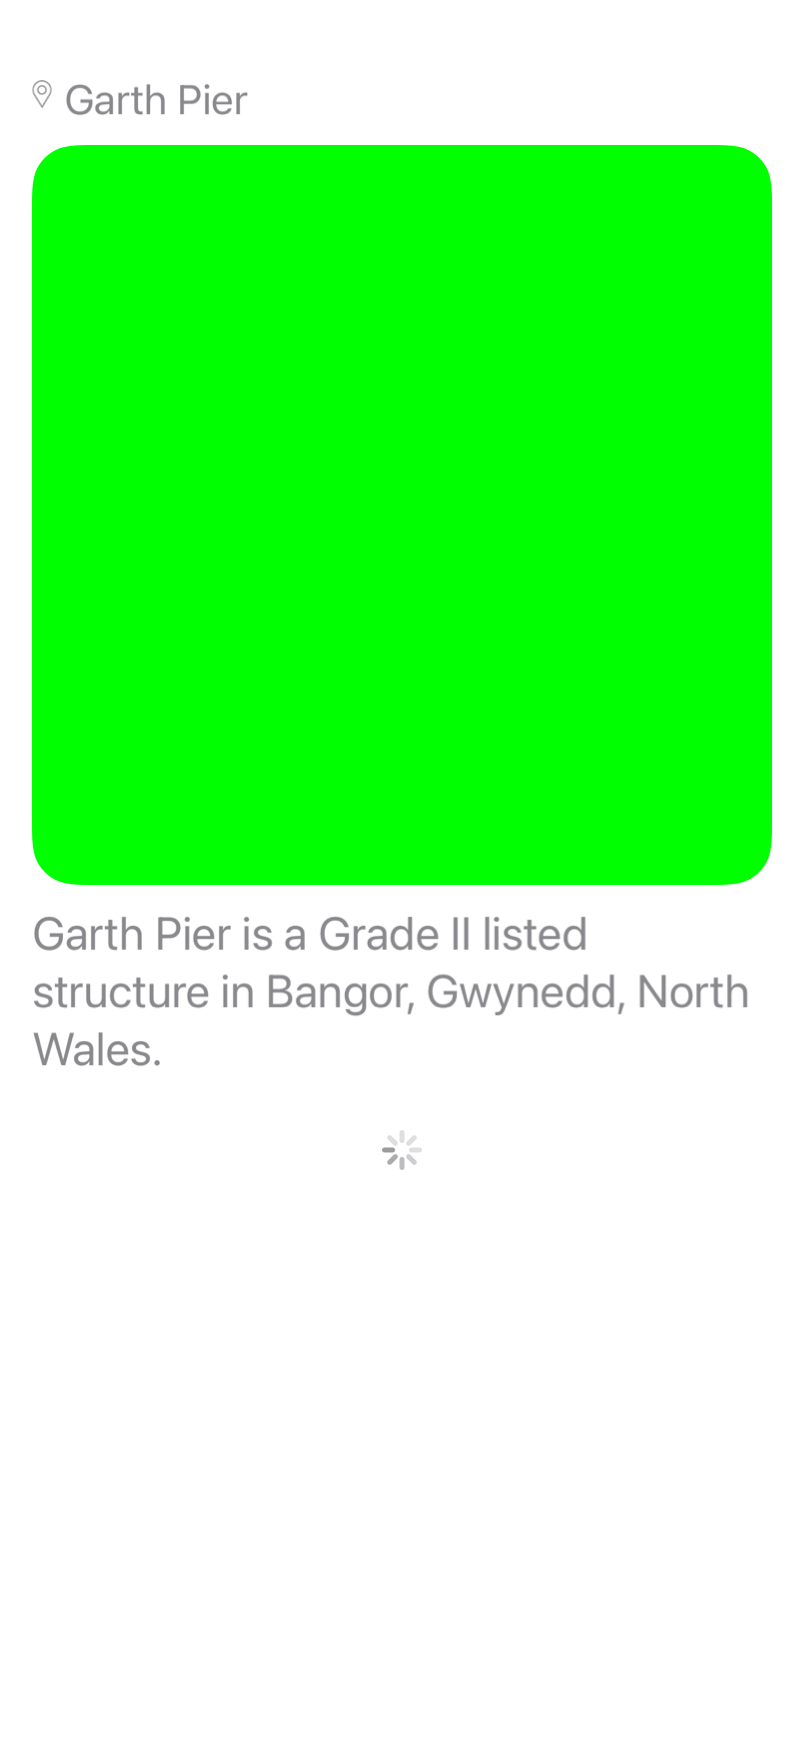 Garth Pier
Garth Pier is a Grade II listed
structure in Bangor, Gwynedd, North
Wales.